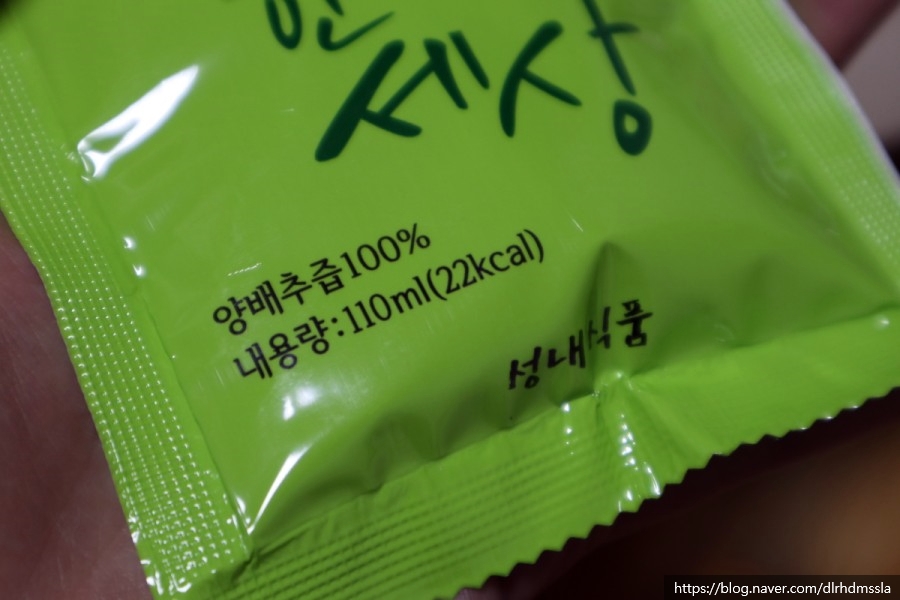 세상
양배추즙100%
내용량:110ml(22kcal)
성내식품
https://blog.naver.com/dlrhdmssla